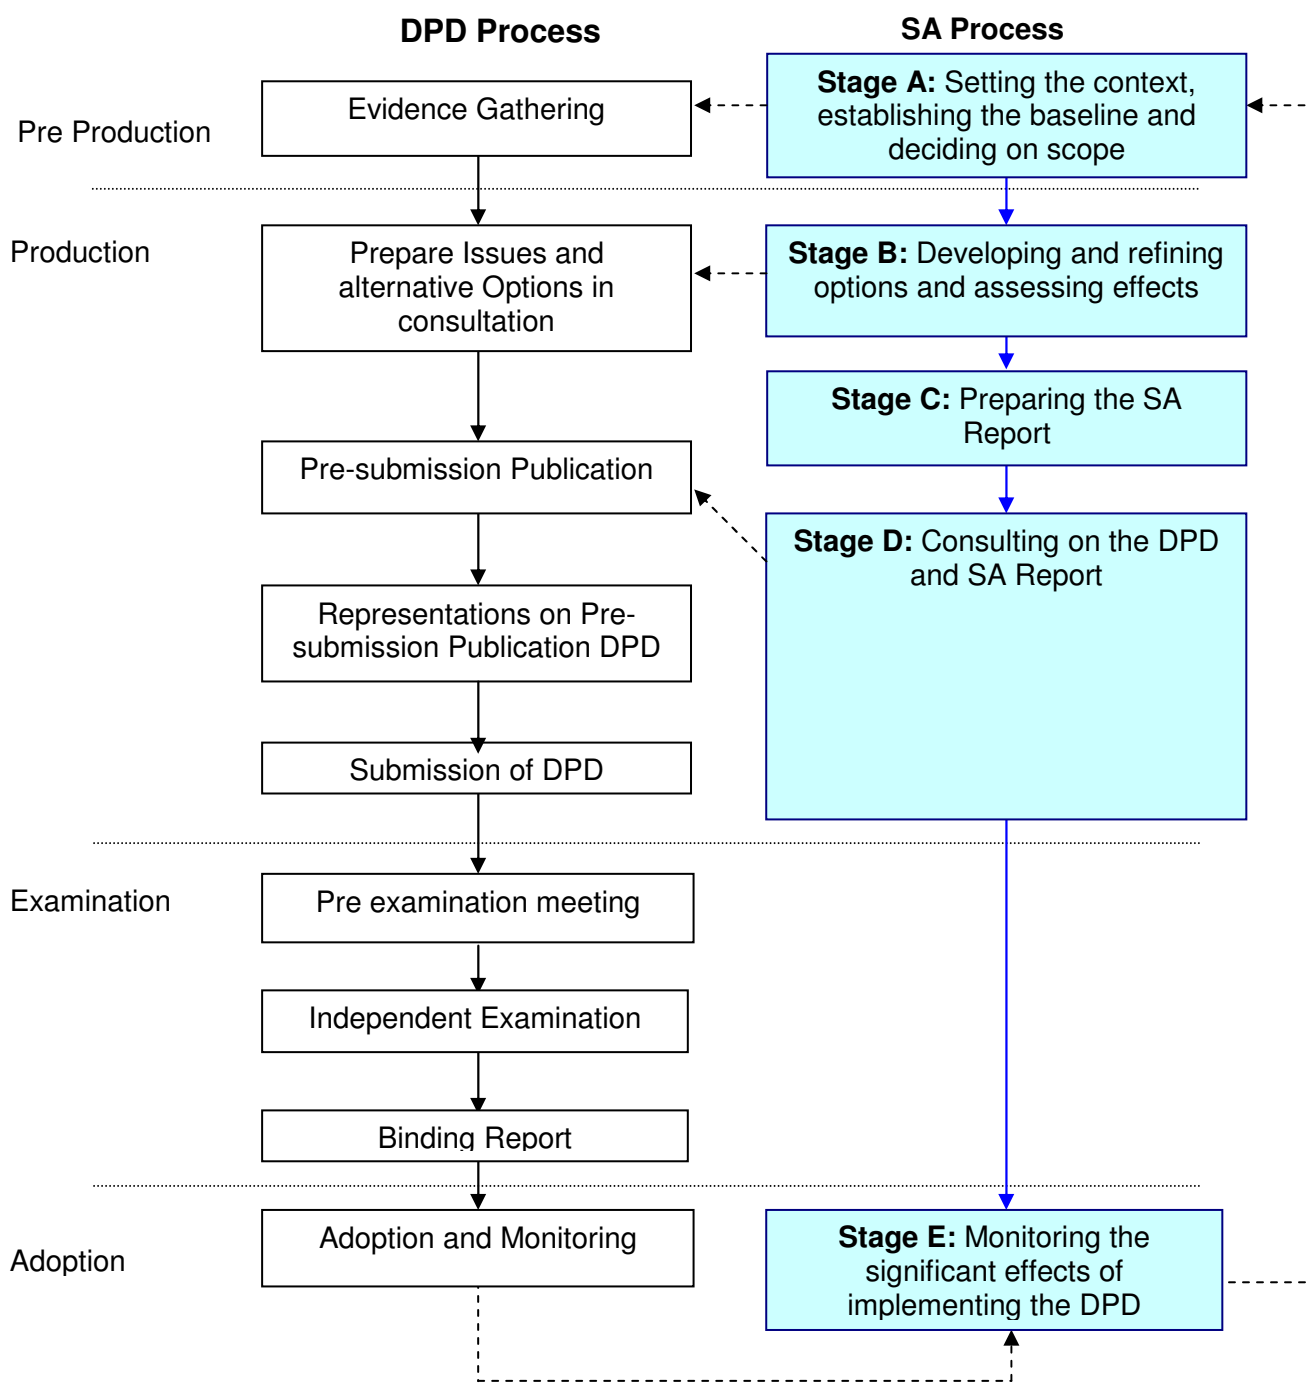 DPD Process
SA Process
Pre Production
Evidence Gathering
Stage A: Setting the context,
establishing the baseline and
deciding on scope
Production
Prepare Issues and
alternative Options in
consultation
Stage B: Developing and refining
options and assessing effects
Stage C: Preparing the SA
Report
Pre-submission Publication
Stage D: Consulting on the DPD
and SA Report
Representations on Pre-
submission Publication DPD
Submission of DPD
Examination
Pre examination meeting
Independent Examination
Binding Report
Adoption
Adoption and Monitoring
Stage E: Monitoring the
significant effects of
implementing the DPD